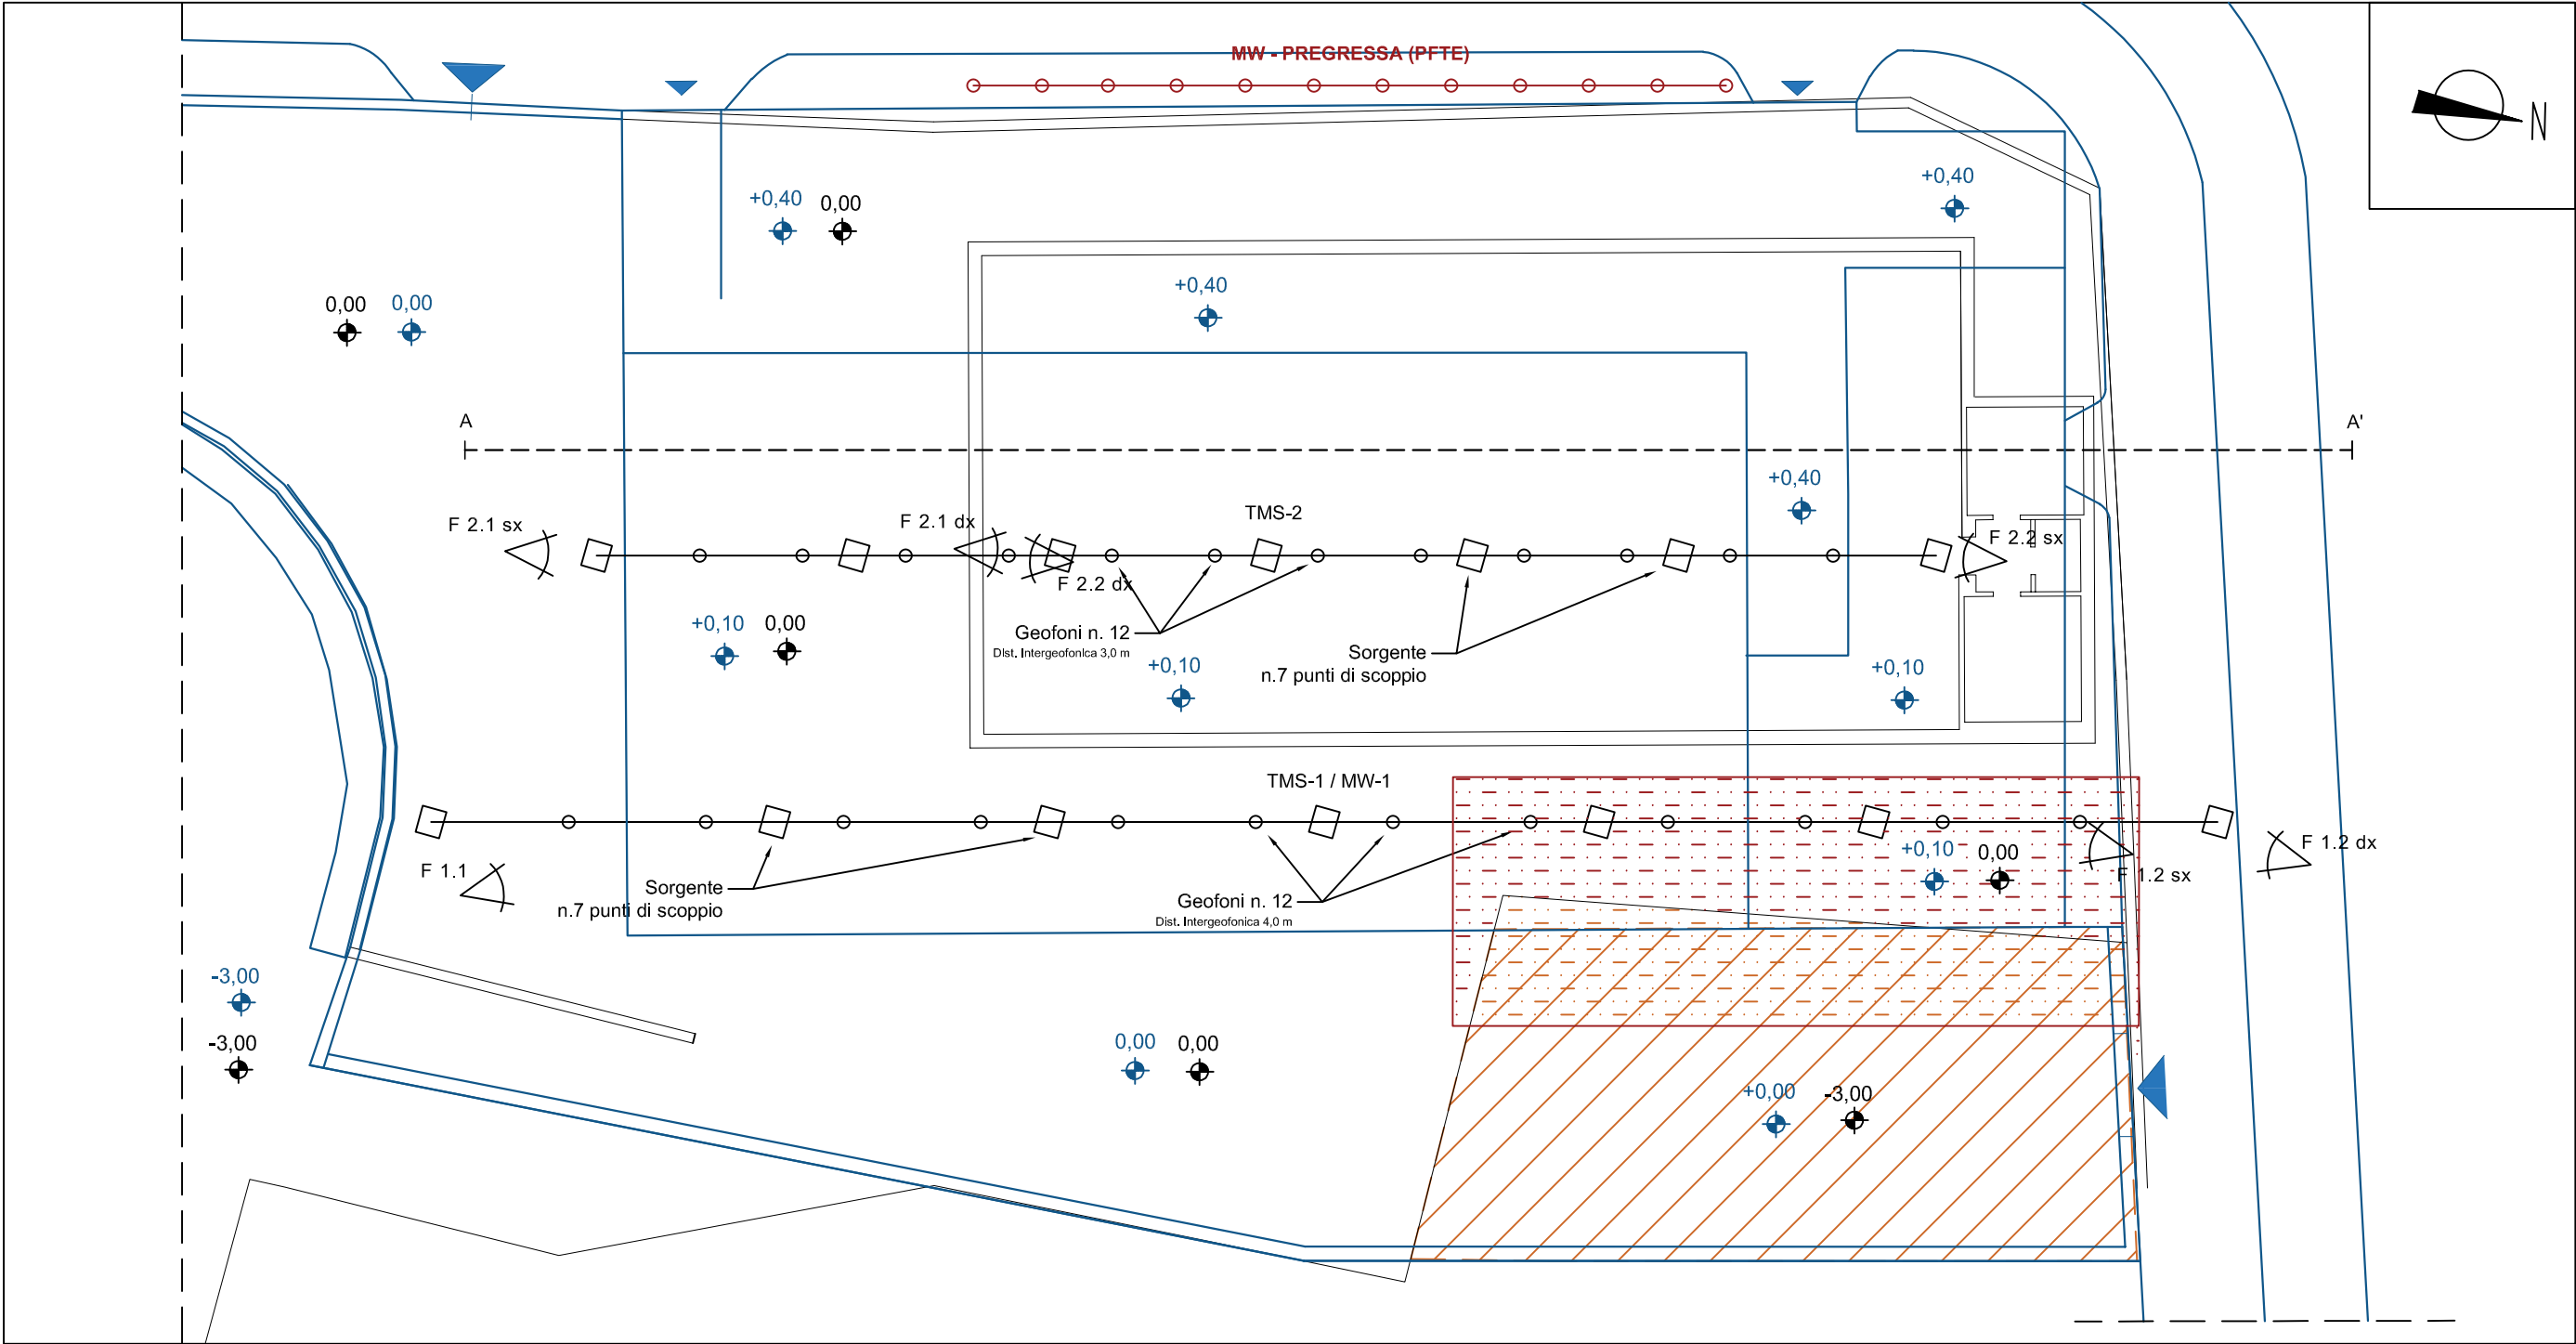 MW - PREGRESSA (PFTE)
N
+0,40
+0,40
0,00
+0,40
0,00
0,00
A
A'
+0,40
TMS-2
F 2.1 sx
F 2.1 dx
F 2.2 sx
F 2.2 dx
+0,10
0,00
Geofoni n. 12
Dist. Intergeofonica 3,0 m
Sorgente
n.7 punti di scoppio
+0,10
+0,10
TMS-1 / MW-1
F 1.1
F 1.2 dx
+0,10
0,00
F 1.2 sx
Sorgente
n.7 punti di scoppio
Geofoni n. 12
Dist. Intergeofonica 4,0 m
-3,00
-3,00
0,00
0,00
+0,00
-3,00